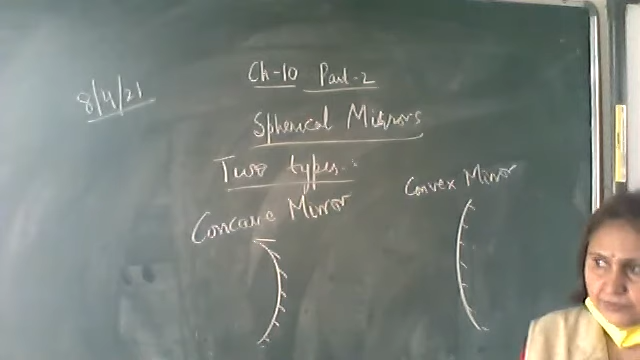 8/4/21
Ch-10 Part-2
Spherical Mirrors
Two types:
Concave Mirror
Convex Mirror